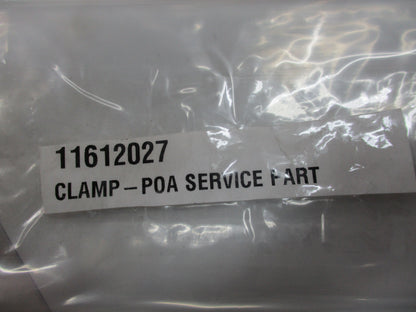 11612027
CLAMP – POA SERVICE PART